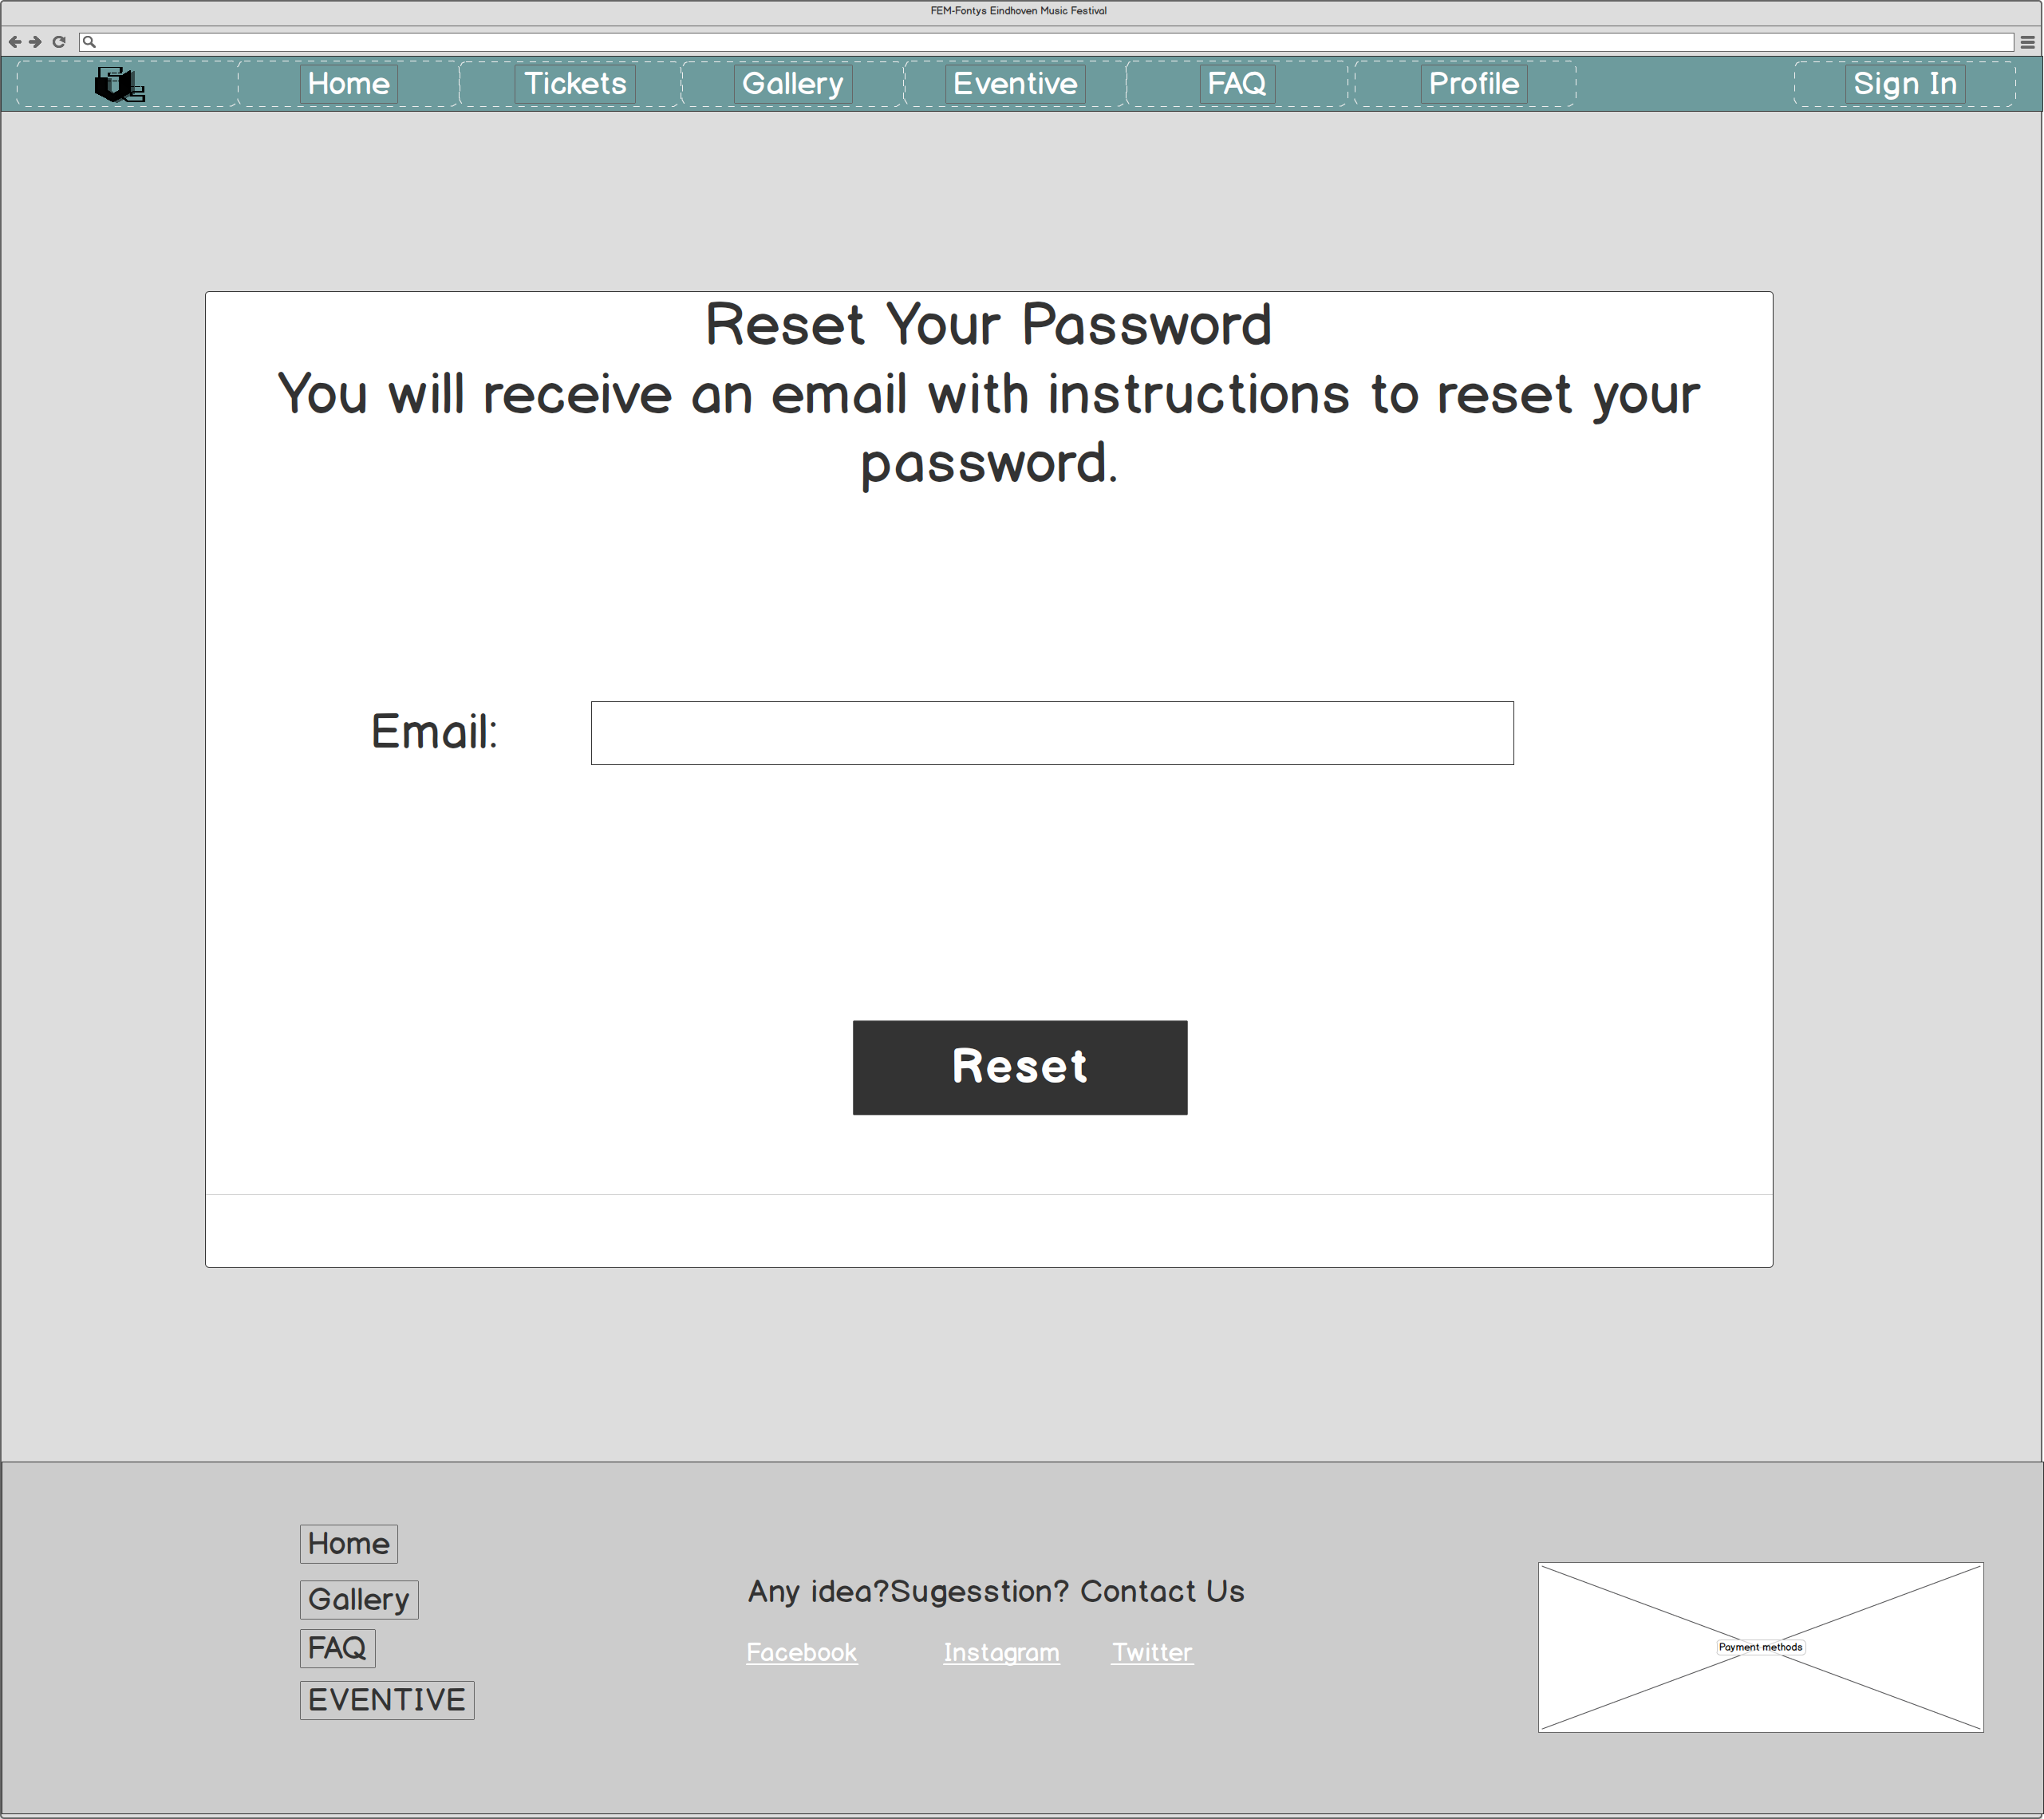 FEM-Fontys Eindhoven Music Festival
Home Tickets Gallery Eventive FAQ Profile Sign In
Reset Your Password
You will receive an email with instructions to reset your
password.
Email:
Reset
Home
Gallery
FAQ
EVENTIVE
Any idea?Sugesstion? Contact Us
Facebook Instagram Twitter
Payment methods